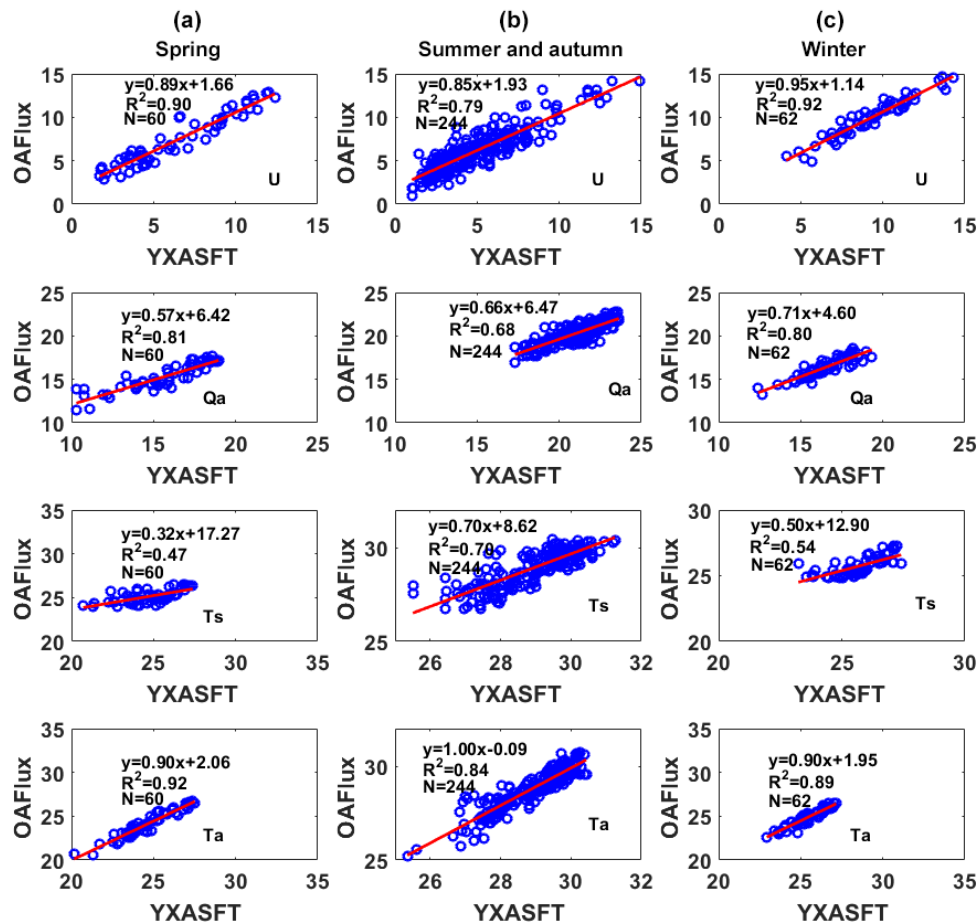 (a)
Spring
y=0.89x+1.66
R²=0.90
N=60
U
OAFlux
15
10
5
0
0 5 10 15
YXASFT
(b)
Summer and autumn
y=0.85x+1.93
R²=0.79
N=244
U
OAFlux
15
10
5
0
0 5 10 15
YXASFT
(c)
Winter
y=0.95x+1.14
R²=0.92
N=62
U
OAFlux
15
10
5
0
0 5 10 15
YXASFT
y=0.57x+6.42
R²=0.81
N=60
Qa
OAFlux
25
20
15
10
10 15 20 25
YXASFT
y=0.66x+6.47
R²=0.68
N=244
Qa
OAFlux
25
20
15
10
10 15 20 25
YXASFT
y=0.71x+4.60
R²=0.80
N=62
Qa
OAFlux
25
20
15
10
10 15 20 25
YXASFT
y=0.32x+17.27
R²=0.47
N=60
Ts
OAFlux
35
30
25
20
20 25 30 35
YXASFT
y=0.70x+8.62
R²=0.70
N=244
Ts
OAFlux
35
30
25
26 28 30 32
YXASFT
y=0.50x+12.90
R²=0.54
N=62
Ts
OAFlux
30
25
20
20 25 30
YXASFT
y=0.90x+2.06
R²=0.92
N=60
Ta
OAFlux
35
30
25
20
20 25 30 35
YXASFT
y=1.00x-0.09
R²=0.84
N=244
Ta
OAFlux
35
30
25
26 28 30 32
YXASFT
y=0.90x+1.95
R²=0.89
N=62
Ta
OAFlux
35
30
25
20
20 25 30 35
YXASFT